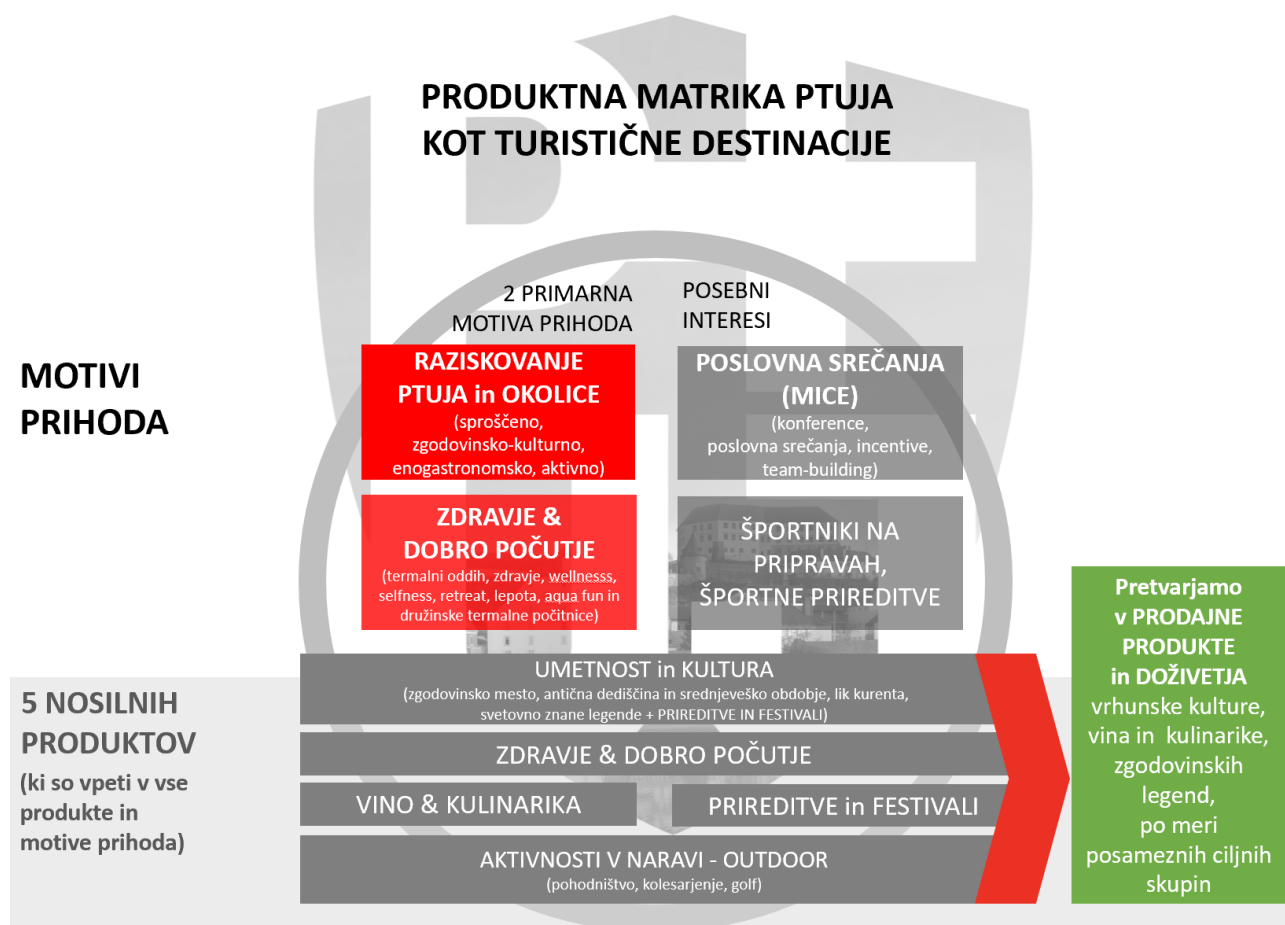 PRODUKTNA MATRIKA PTUJA
KOT TURISTIČNE DESTINACIJE
2 PRIMARNA
MOTIVA PRIHODA
POSEBNI
INTERESI
MOTIVI
PRIHODA
RAZISKOVANJE
PTUJA in OKOLICE
(sproščeno,
zgodovinsko-kulturno,
enogastronomsko, aktivno)
POSLOVNA SREČANJA
(MICE)
(konference,
poslovna srečanja, incentive,
team-building)
ZDRAVJE &
DOBRO POČUTJE
(termalni oddih, zdravje, wellnesss,
selfness, retreat, lepota, aqua fun in
družinske termalne počitnice)
ŠPORTNIKI NA
PRIPRAVAH,
ŠPORTNE PRIREDITVE
5 NOSILNIH
PRODUKTOV
(ki so vpeti v vse
produkte in
motive prihoda)
UMETNOST in KULTURA
(zgodovinsko mesto, antična dediščina in srednjeveško obdobje, lik kurenta,
svetovno znane legende + PRIREDITVE IN FESTIVALI)
ZDRAVJE & DOBRO POČUTJE
VINO & KULINARIKA
PRIREDITVE in FESTIVALI
AKTIVNOSTI V NARAVI - OUTDOOR
(pohodništvo, kolesarjenje, golf)
Pretvarjamo
v PRODAJNE
PRODUKTE
in DOŽIVETJA
vrhunske kulture,
vina in kulinarike,
zgodovinskih
legend,
po meri
posameznih ciljnih
skupin